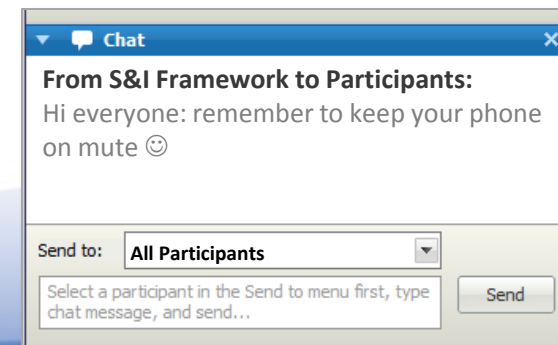 Chat
From S&I Framework to Participants:
Hi everyone: remember to keep your phone
on mute ☺
Send to: All Participants
Select a participant in the Send to menu first, type
chat message, and send...
Send